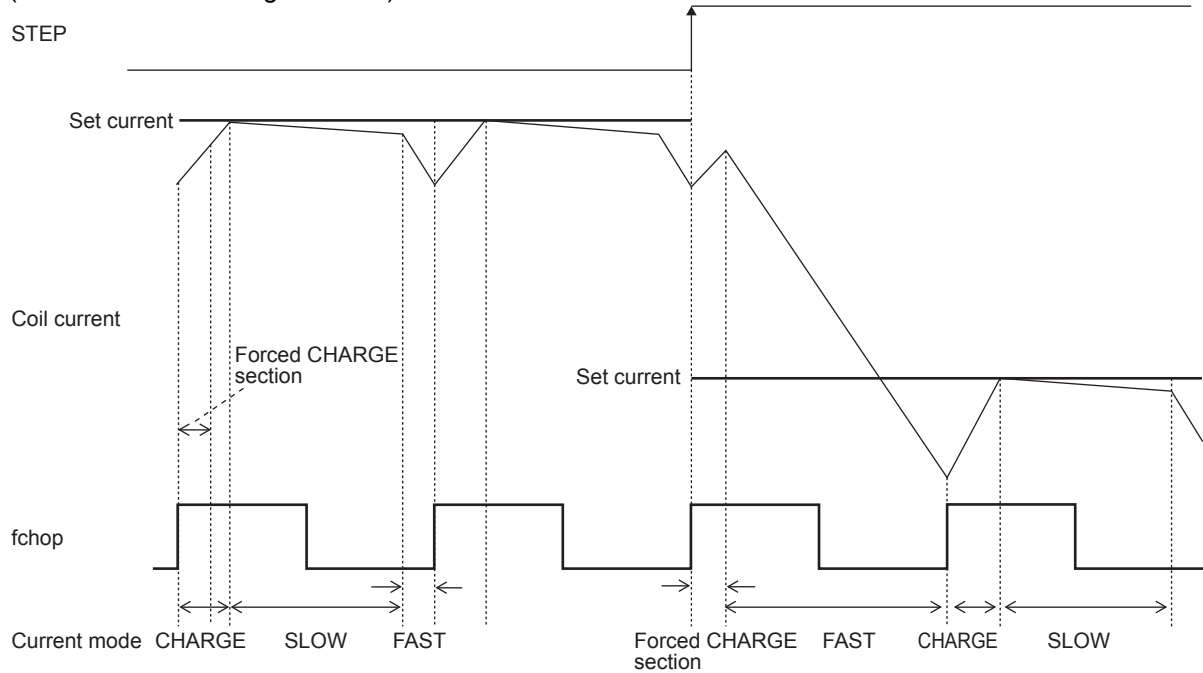 STEP
Set current
Coil current
Forced CHARGE
section
Set current
fchop
Current mode CHARGE SLOW FAST Forced CHARGE FAST CHARGE SLOW
section